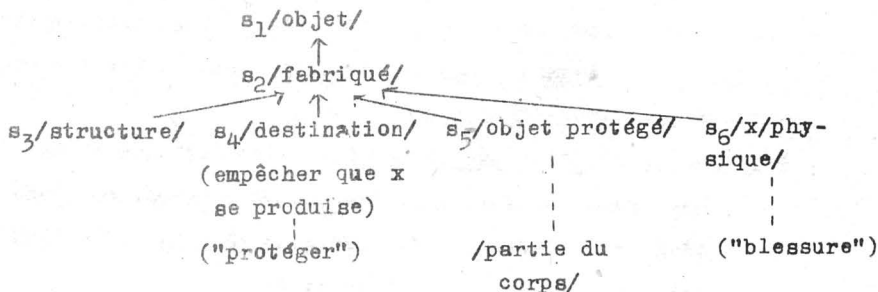 s₁/objet/
s₂/fabriqué/
s₃/structure/ s₄/destination/ s₅/objet protégé/ s₆/x/phy-
sique/
(empêcher que x
se produise)
("protéger") /partie du ("blessure")
corps/